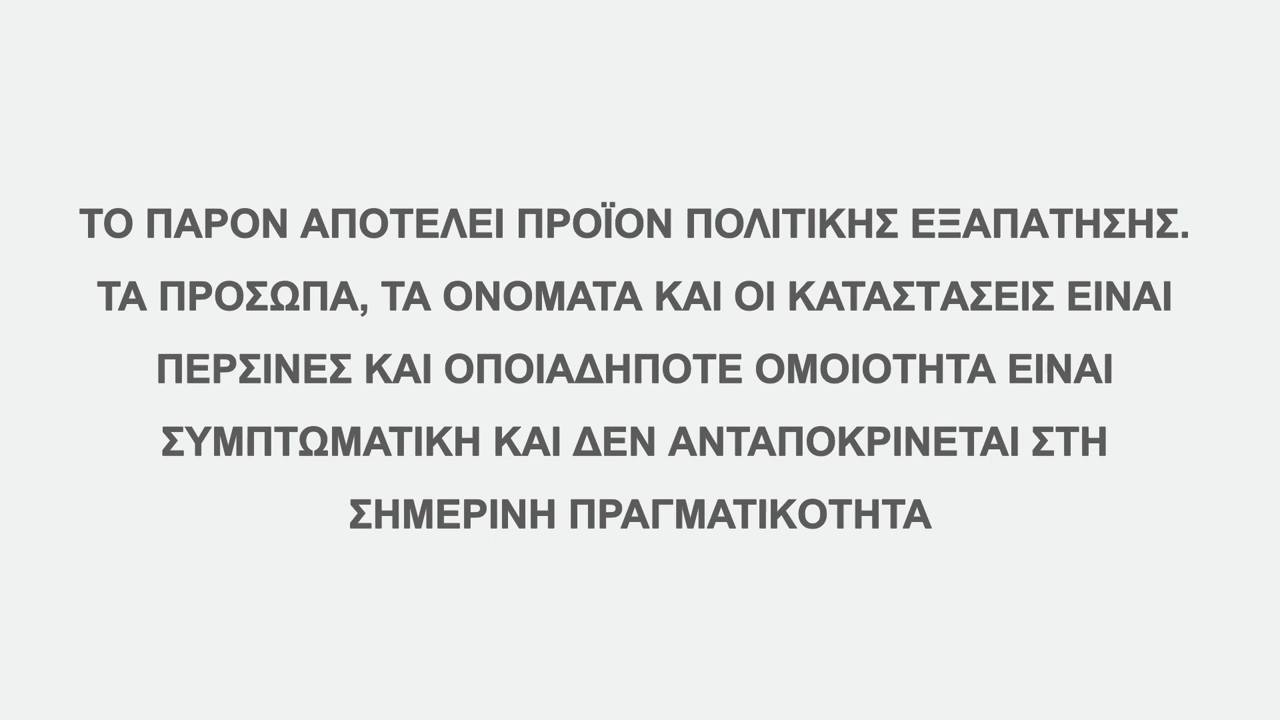 ΤΟ ΠΑΡΟΝ ΑΠΟΤΕΛΕΙ ΠΡΟΪΟΝ ΠΟΛΙΤΙΚΗΣ ΕΞΑΠΑΤΗΣΗΣ.
ΤΑ ΠΡΟΣΩΠΑ, ΤΑ ΟΝΟΜΑΤΑ ΚΑΙ ΟΙ ΚΑΤΑΣΤΑΣΕΙΣ ΕΙΝΑΙ
ΠΕΡΣΙΝΕΣ ΚΑΙ ΟΠΟΙΑΔΗΠΟΤΕ ΟΜΟΙΟΤΗΤΑ ΕΙΝΑΙ
ΣΥΜΠΤΩΜΑΤΙΚΗ ΚΑΙ ΔΕΝ ΑΝΤΑΠΟΚΡΙΝΕΤΑΙ ΣΤΗ
ΣΗΜΕΡΙΝΗ ΠΡΑΓΜΑΤΙΚΟΤΗΤΑ